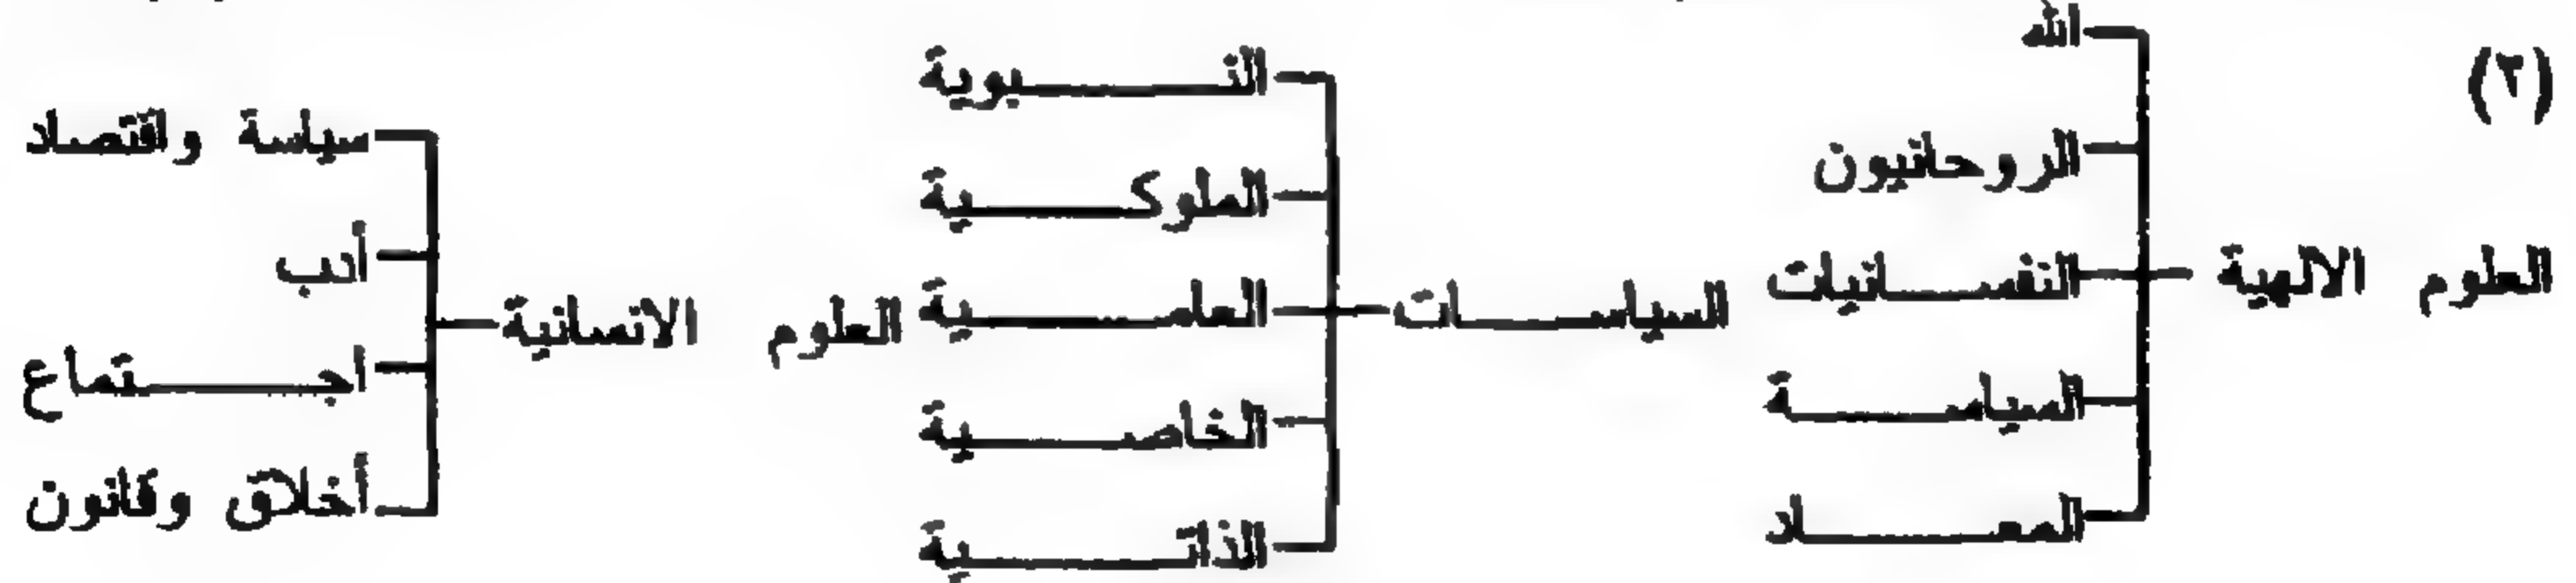 (٢)
العلوم الالهية
الله
الروحانيون
النفسانيات
السياسة
المعاد
السياسات
النبوية
الملوكية
العامية
الخاصية
الذاتية
العلوم الانسانية
سياسة واقتصاد
أدب
اجتماع
أخلاق وقانون